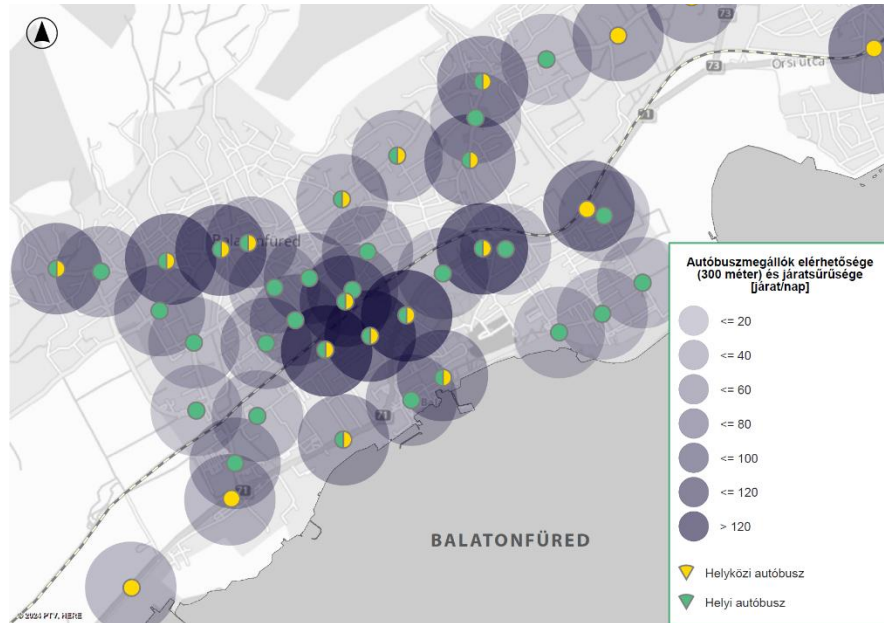 73
Örsi utca
73
71
Balatonfüred
71
71
BALATONFÜRED
© 2024 PTV, HERE
Autóbuszmegállók elérhetősége
(300 méter) és járatsűrűsége
[járat/nap]
<= 20
<= 40
<= 60
<= 80
<= 100
<= 120
> 120
Helyközi autóbusz
Helyi autóbusz